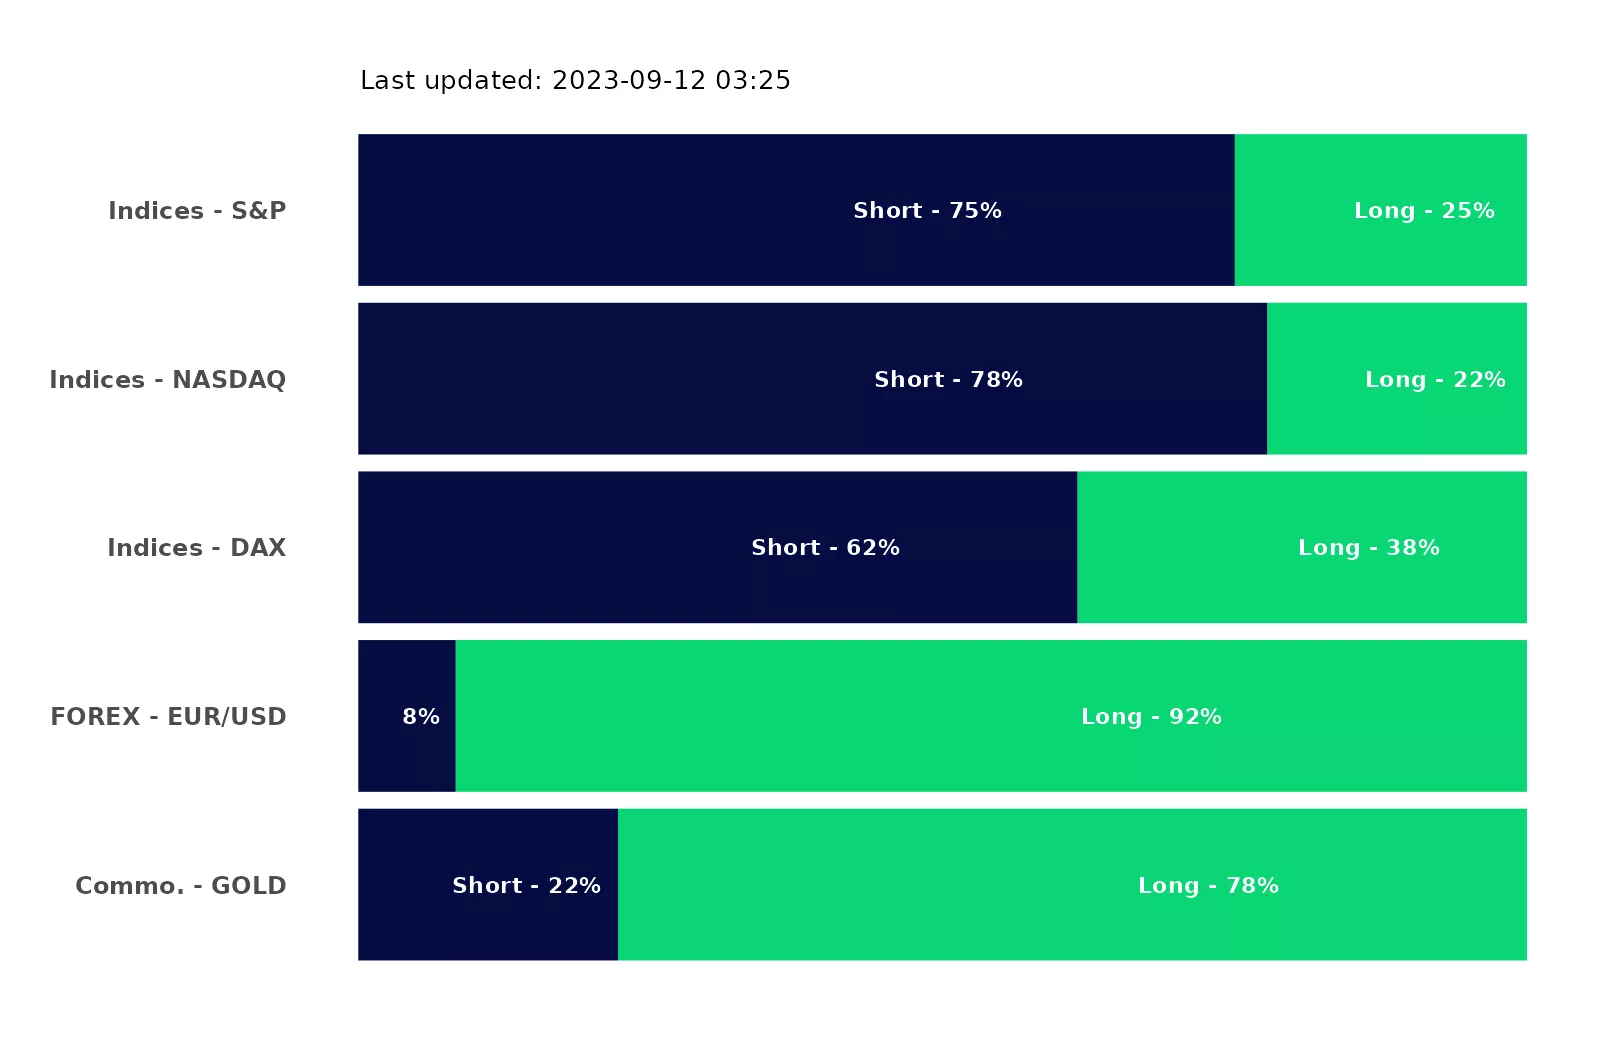 Last updated: 2023-09-12 03:25
Indices - S&P Short - 75% Long - 25%
Indices - NASDAQ Short - 78% Long - 22%
Indices - DAX Short - 62% Long - 38%
FOREX - EUR/USD 8% Long - 92%
Commo. - GOLD Short - 22% Long - 78%